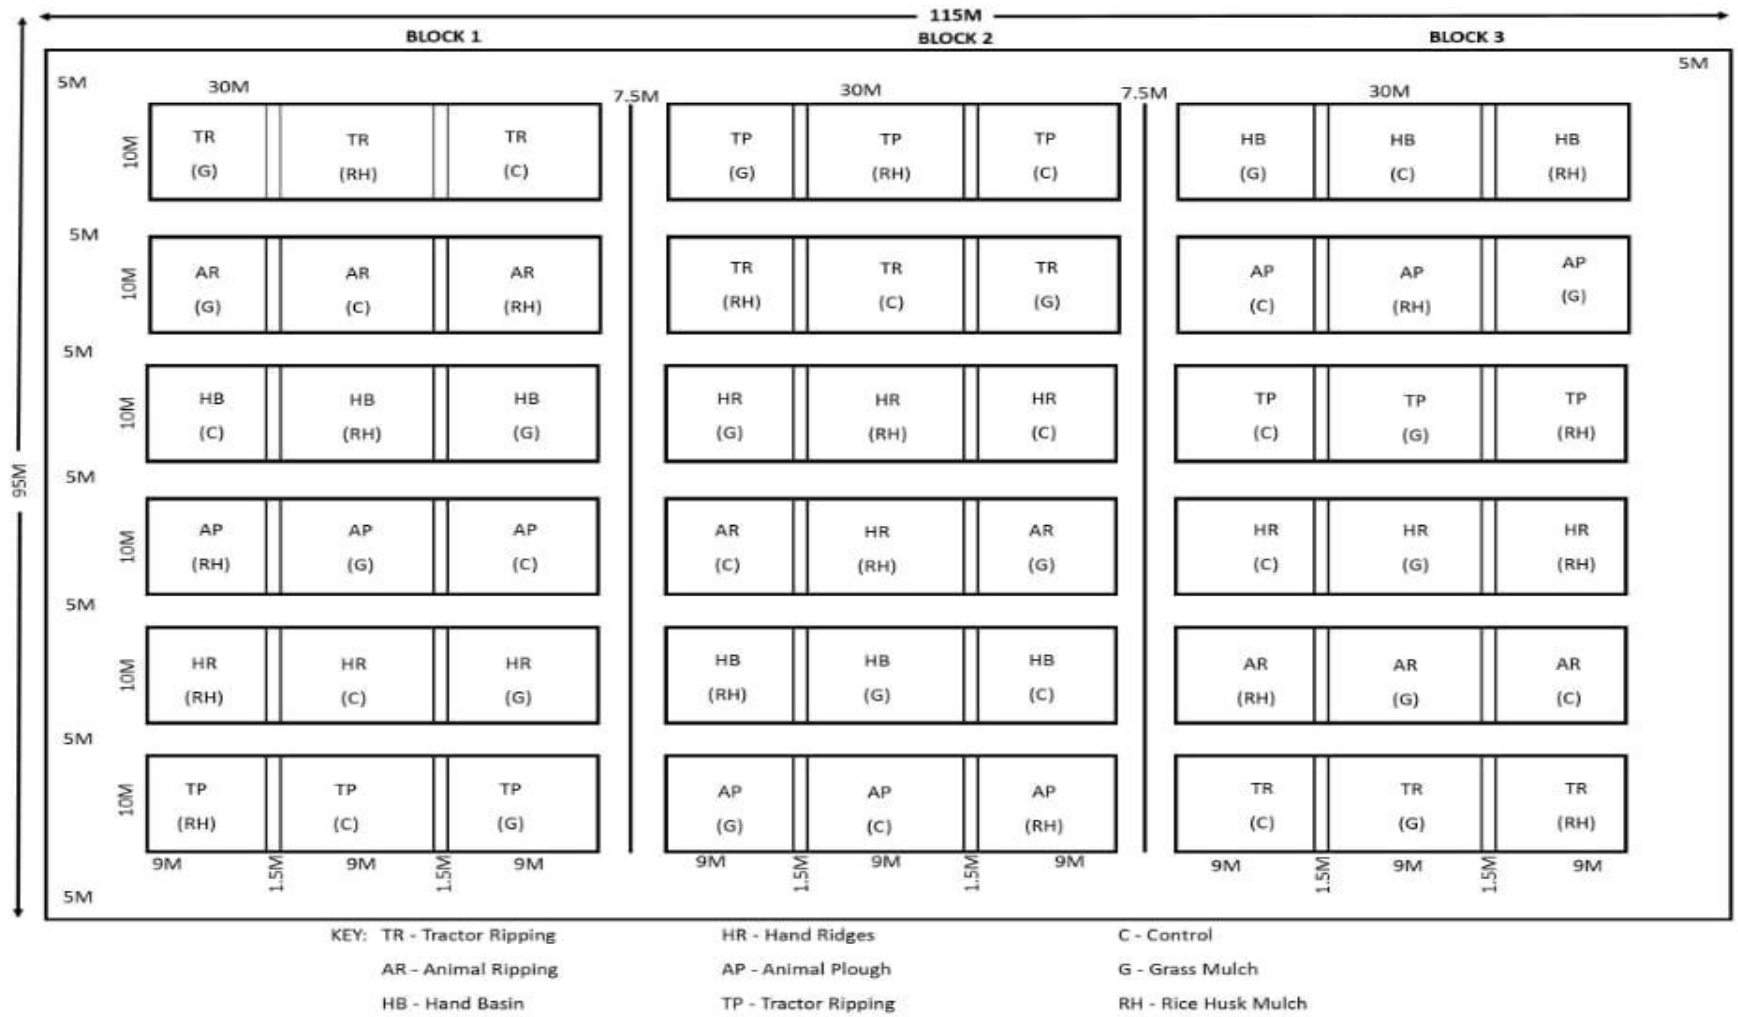 115M
BLOCK 1 BLOCK 2 BLOCK 3
5M 5M
30M 7.5M 30M 7.5M 30M
10M
TR TR TR TP TP TP HB HB HB
(G) (RH) (C) (G) (RH) (C) (G) (C) (RH)
5M
10M
AR AR AR TR TR TR AP AP AP
(G) (C) (RH) (RH) (C) (G) (C) (RH) (G)
5M
10M
HB HB HB HR HR HR TP TP TP
(C) (RH) (G) (G) (RH) (C) (C) (G) (RH)
95M
5M
10M
AP AP AP AR HR AR HR HR HR
(RH) (G) (C) (C) (RH) (G) (C) (G) (RH)
5M
10M
HR HR HR HB HB HB AR AR AR
(RH) (C) (G) (RH) (G) (C) (RH) (G) (C)
5M
10M
TP TP TP AP AP AP TR TR TR
(RH) (C) (G) (G) (C) (RH) (C) (G) (RH)
9M 1.5M 9M 1.5M 9M 9M 1.5M 9M 1.5M 9M 9M 1.5M 9M 1.5M 9M
5M
KEY: TR - Tractor Ripping HR - Hand Ridges C - Control
AR - Animal Ripping AP - Animal Plough G - Grass Mulch
HB - Hand Basin TP - Tractor Ripping RH - Rice Husk Mulch